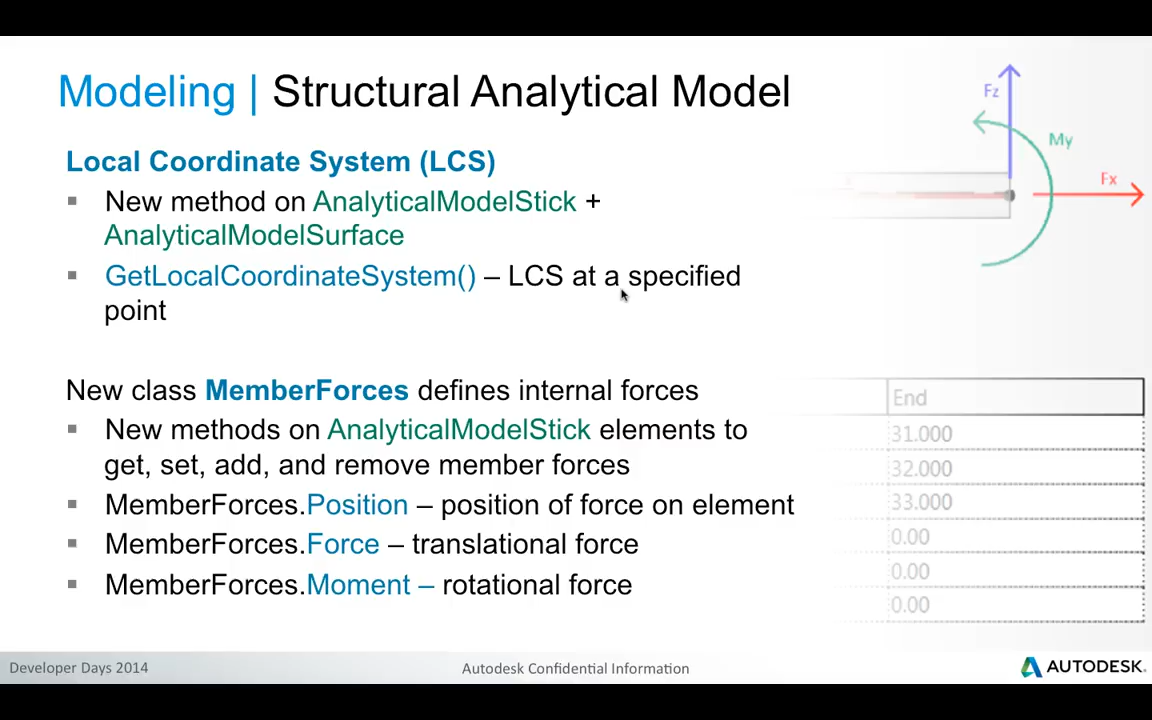 Modeling | Structural Analytical Model
Local Coordinate System (LCS)
▪ New method on AnalyticalModelStick +
AnalyticalModelSurface
▪ GetLocalCoordinateSystem() – LCS at a specified
point
New class MemberForces defines internal forces
▪ New methods on AnalyticalModelStick elements to
get, set, add, and remove member forces
▪ MemberForces.Position – position of force on element
▪ MemberForces.Force – translational force
▪ MemberForces.Moment – rotational force
Fz
My
Fx
End
31.000
32.000
33.000
0.00
0.00
0.00
Developer Days 2014
Autodesk Confidential Information
AUTODESK.